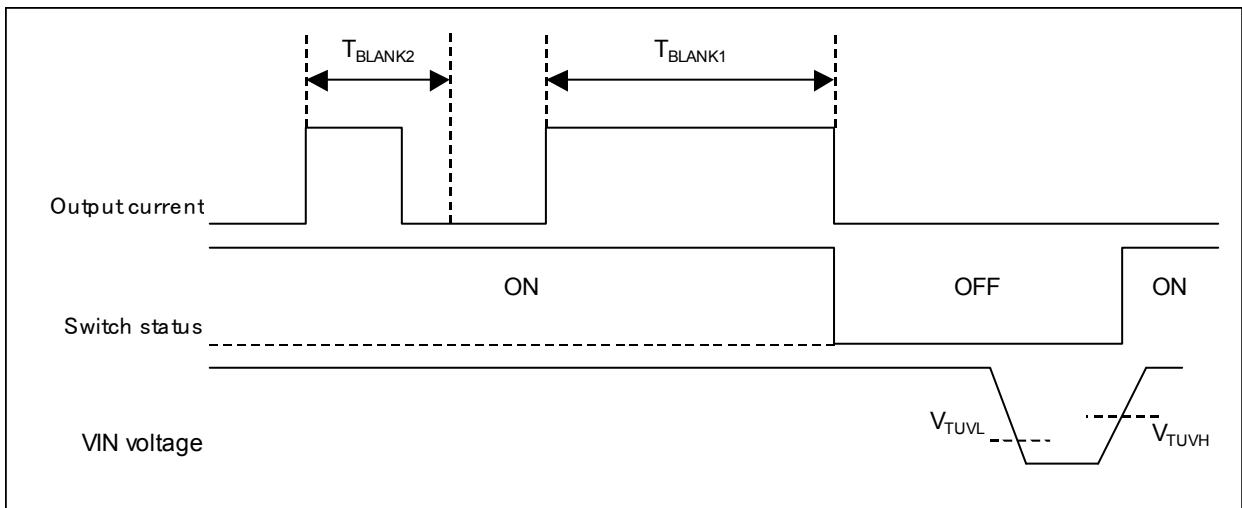 TBLANK2
TBLANK1
Output current
ON
OFF
ON
Switch status
VTUVL
VTUVH
VIN voltage